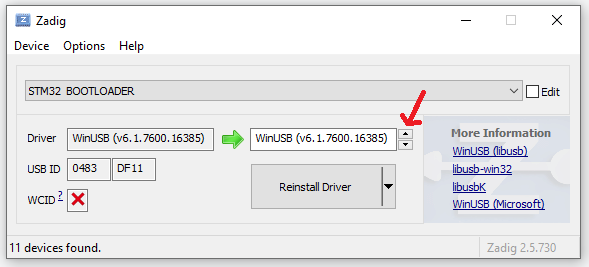 Zadig
Device Options Help
STM32 BOOTLOADER
Edit
Driver WinUSB (v6.1.7600.16385) WinUSB (v6.1.7600.16385)
USB ID 0483 DF11
WCID ?
Reinstall Driver
More Information
WinUSB (libusb)
libusb-win32
libusbK
WinUSB (Microsoft)
11 devices found.
Zadig 2.5.730